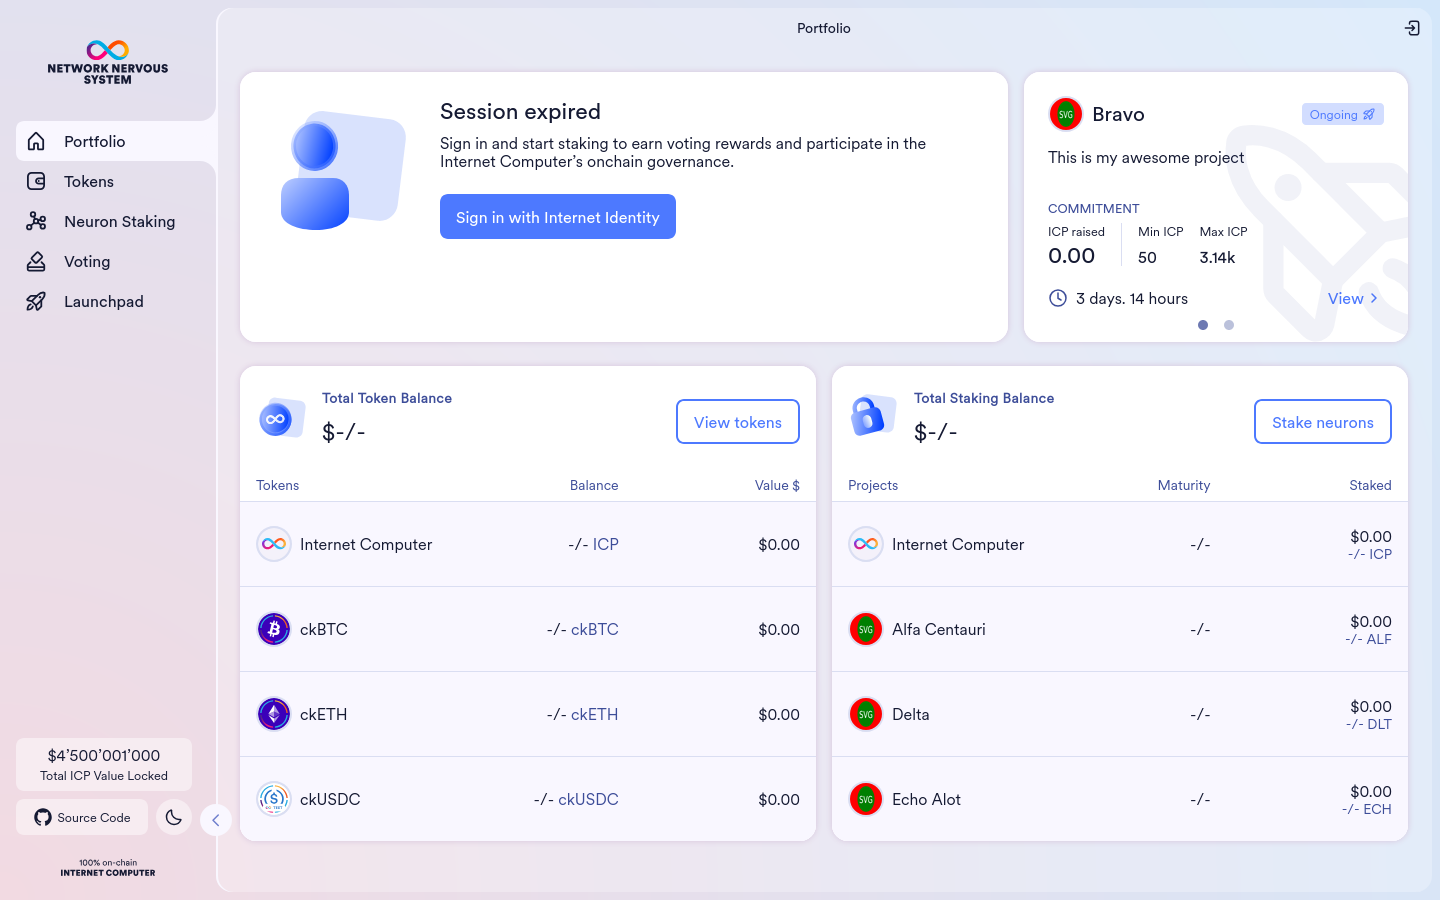 NETWORK NERVOUS
SYSTEM
Portfolio
Tokens
Neuron Staking
Voting
Launchpad
$4’500’001’000
Total ICP Value Locked
Source Code
100% on-chain
INTERNET COMPUTER
Portfolio
Session expired
Sign in and start staking to earn voting rewards and participate in the
Internet Computer’s onchain governance.
Sign in with Internet Identity
SVG
Bravo
Ongoing
This is my awesome project
COMMITMENT
ICP raised
0.00
Min ICP
50
Max ICP
3.14k
3 days. 14 hours
View
Total Token Balance
$-/-
View tokens
Tokens Balance Value $
Internet Computer -/- ICP $0.00
ckBTC -/- ckBTC $0.00
ckETH -/- ckETH $0.00
ckUSDC -/- ckUSDC $0.00
Total Staking Balance
$-/-
Stake neurons
Projects Maturity Staked
Internet Computer -/- $0.00
-/- ICP
SVG Alfa Centauri -/- $0.00
-/- ALF
SVG Delta -/- $0.00
-/- DLT
SVG Echo Alot -/- $0.00
-/- ECH